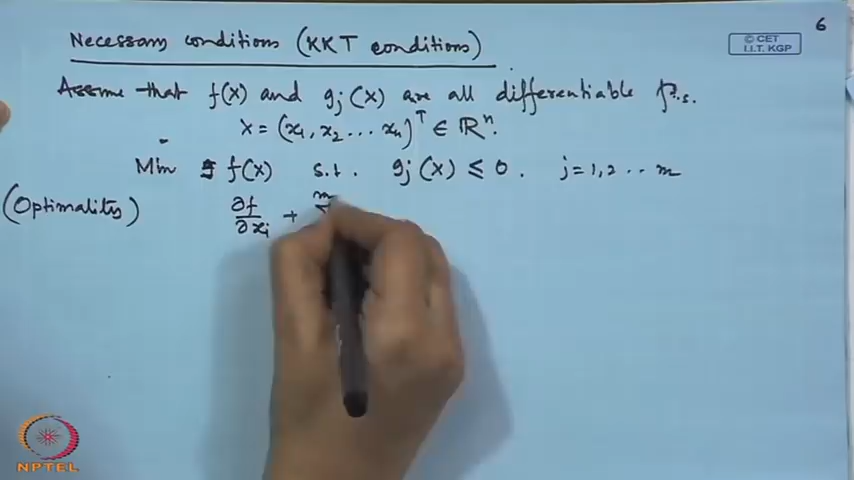 6
© CET
I.I.T. KGP
Necessary conditions (KKT conditions)
Assume that f(x) and gj(x) are all differentiable f.s.
X = (x1, x2 ... xn)^T ∈ ℝ^n.
Min f(x) s.t. gj(x) ≤ 0. j = 1, 2 ·· m
(Optimality) ∂f/∂xi + m
NPTEL